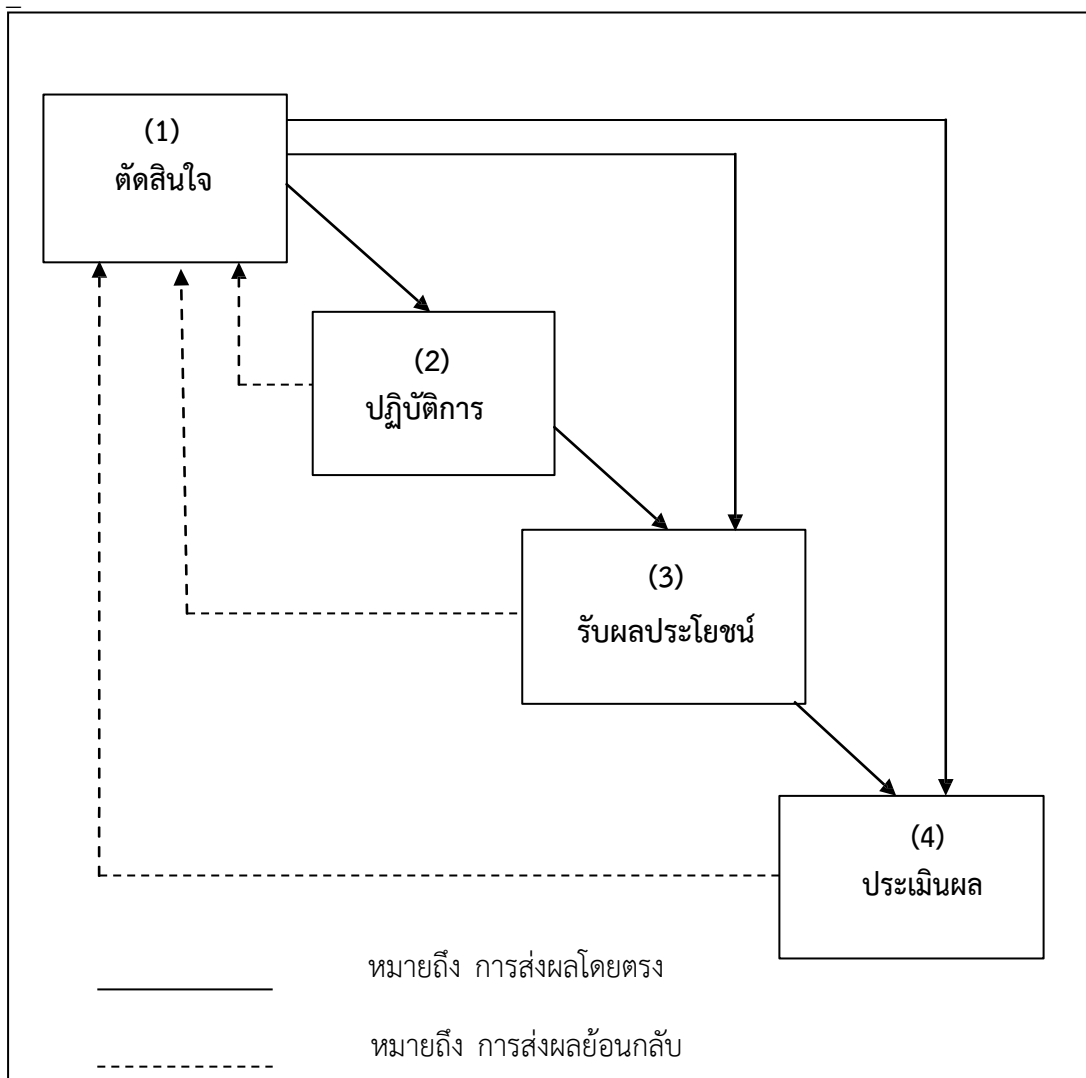 (1)
ตัดสินใจ
(2)
ปฏิบัติการ
(3)
รับผลประโยชน์
(4)
ประเมินผล
หมายถึง การส่งผลโดยตรง
หมายถึง การส่งผลย้อนกลับ